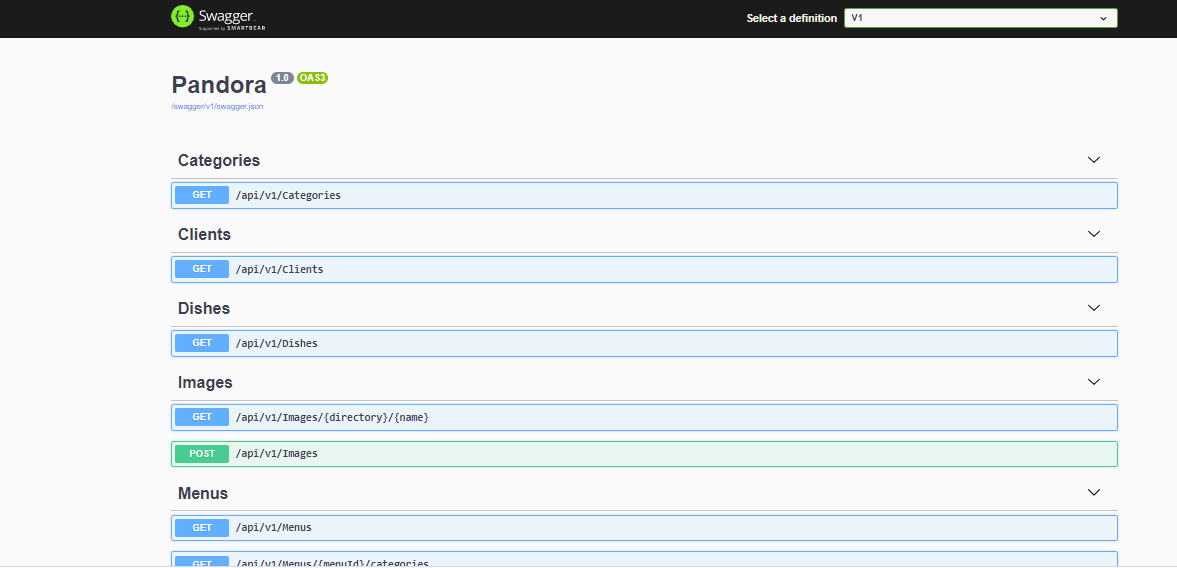 Swagger
Supported by SMARTBEAR
Select a definition
V1
Pandora 1.0 OAS3
/swagger/v1/swagger.json
Categories
GET /api/v1/Categories
Clients
GET /api/v1/Clients
Dishes
GET /api/v1/Dishes
Images
GET /api/v1/Images/{directory}/{name}
POST /api/v1/Images
Menus
GET /api/v1/Menus
GET /api/v1/Menus/{menuId}/categories